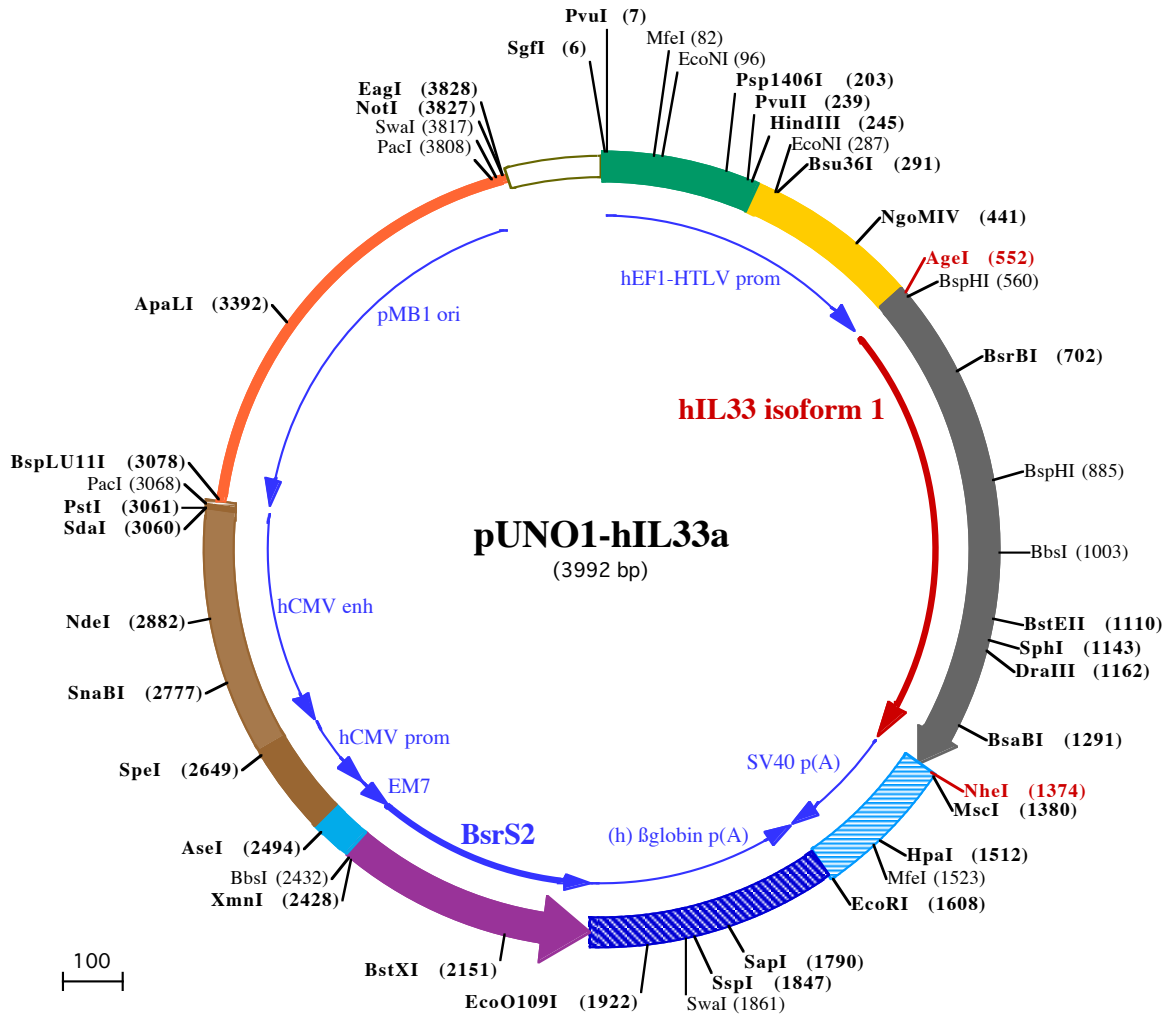 PvuI (7)
SgfI (6)
MfeI (82)
EcoNI (96)
Psp1406I (203)
PvuII (239)
HindIII (245)
EcoNI (287)
Bsu36I (291)
NgoMIV (441)
AgeI (552)
BspHI (560)
BsrBI (702)
BspHI (885)
BbsI (1003)
BstEII (1110)
SphI (1143)
DraIII (1162)
BsaBI (1291)
NheI (1374)
MscI (1380)
HpaI (1512)
MfeI (1523)
EcoRI (1608)
SapI (1790)
SspI (1847)
SwaI (1861)
EcoO109I (1922)
BstXI (2151)
XmnI (2428)
BbsI (2432)
AseI (2494)
SpeI (2649)
SnaBI (2777)
NdeI (2882)
SdaI (3060)
PstI (3061)
PacI (3068)
BspLU11I (3078)
ApaLI (3392)
PacI (3808)
SwaI (3817)
NotI (3827)
EagI (3828)
hEF1-HTLV prom
hIL33 isoform 1
SV40 p(A)
(h) ßglobin p(A)
BsrS2
EM7
hCMV prom
hCMV enh
pMB1 ori
pUNO1-hIL33a
(3992 bp)
100